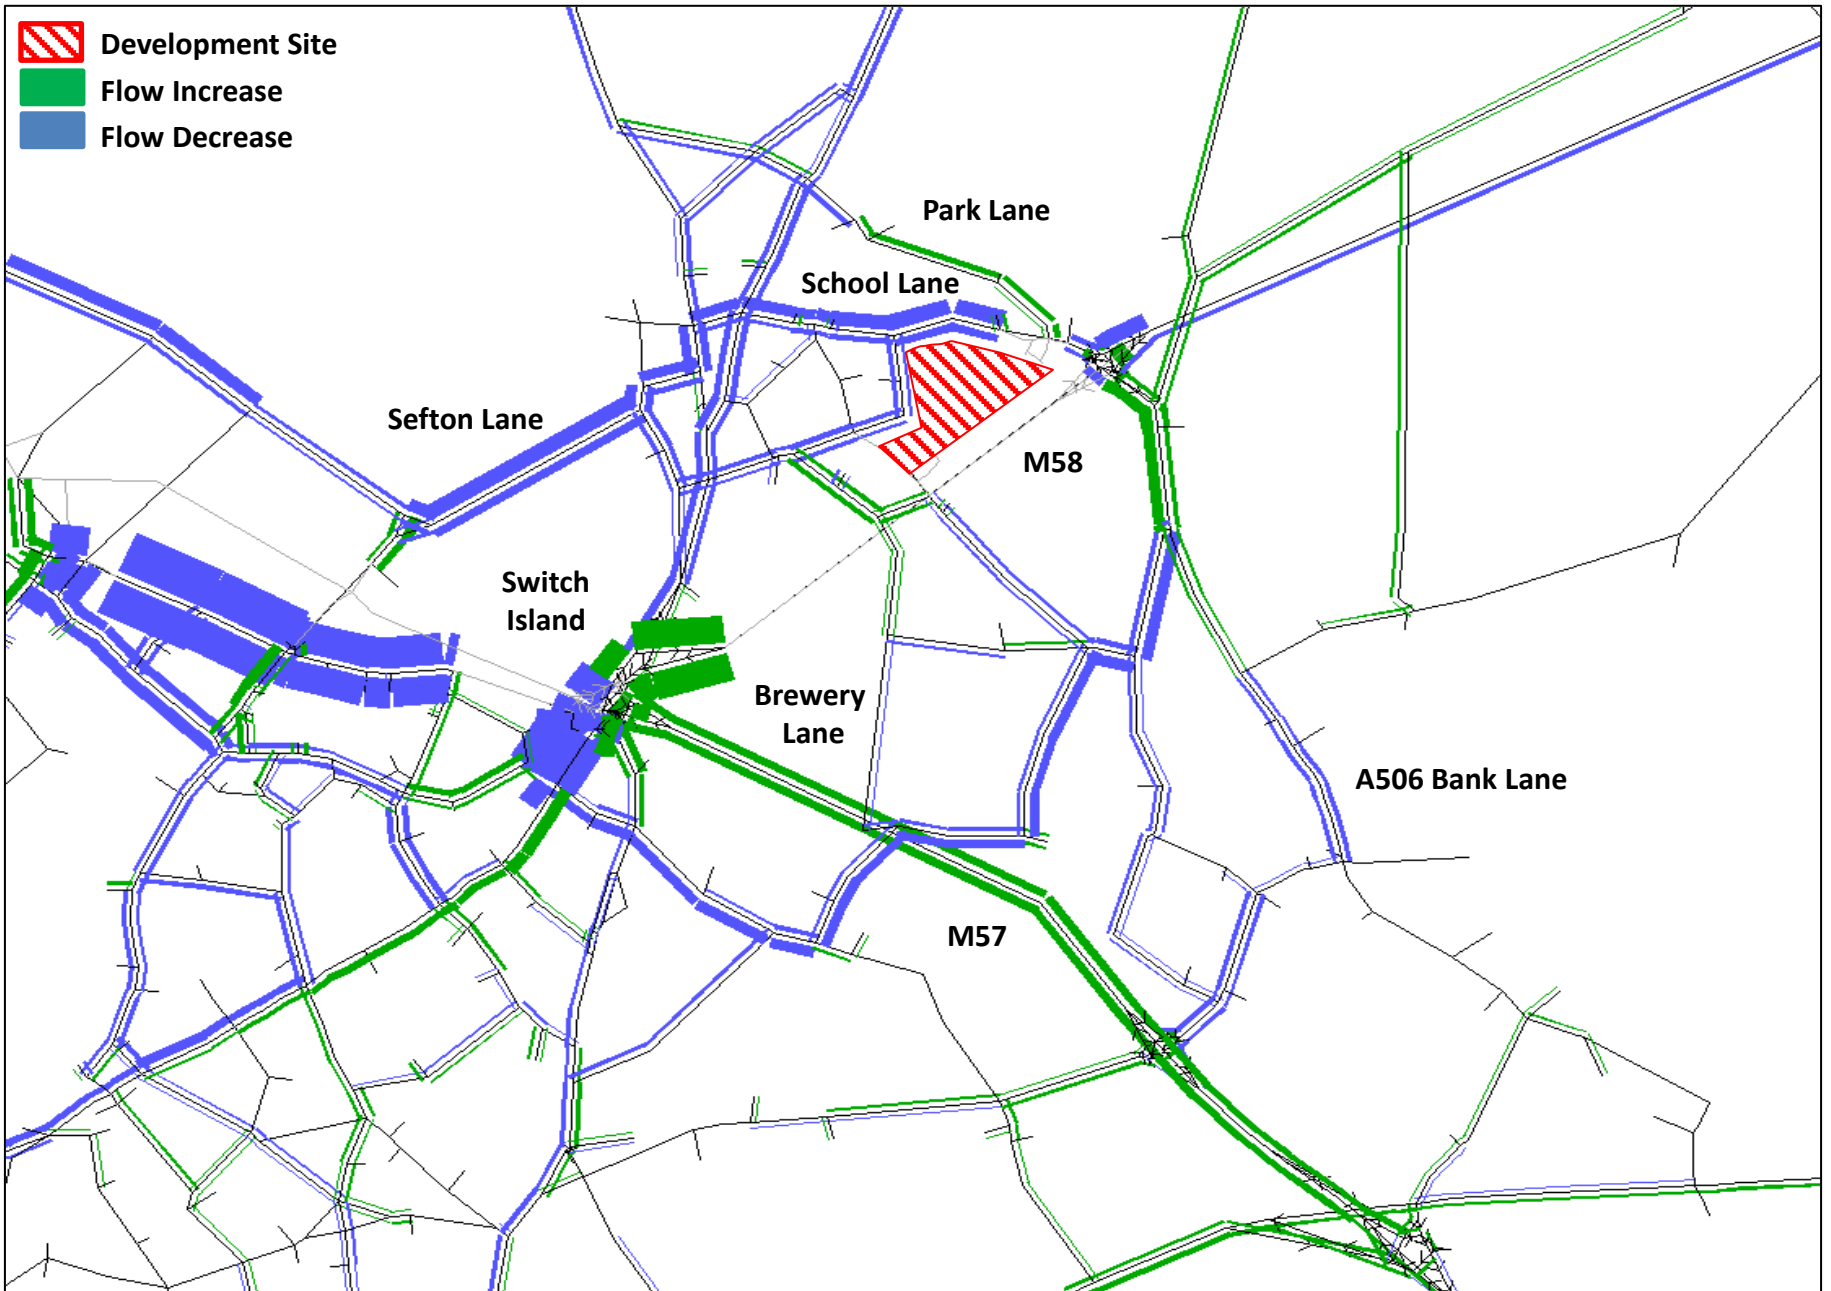 Development Site
Flow Increase
Flow Decrease
Park Lane
School Lane
Sefton Lane
M58
Switch
Island
Brewery
Lane
A506 Bank Lane
M57